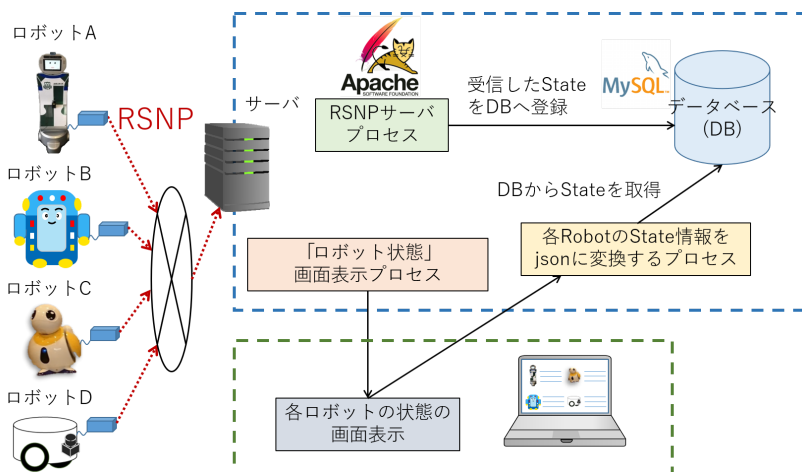 ロボットA
RSNP
サーバ
Apache
SOFTWARE FOUNDATION
RSNPサーバ
プロセス
受信したState
をDBへ登録
MySQL
データベース
(DB)
ロボットB
DBからStateを取得
「ロボット状態」
画面表示プロセス
各RobotのState情報を
jsonに変換するプロセス
ロボットC
ロボットD
各ロボットの状態の
画面表示